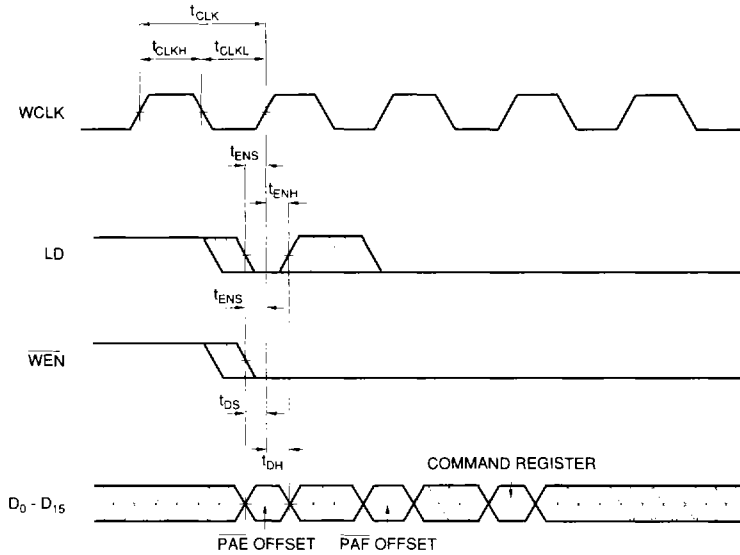 tCLK
tCLKH tCLKL
WCLK
tENS
tENH
LD
tENS
WEN
tDS
tDH
COMMAND REGISTER
D0 - D15
PAE OFFSET PAF OFFSET